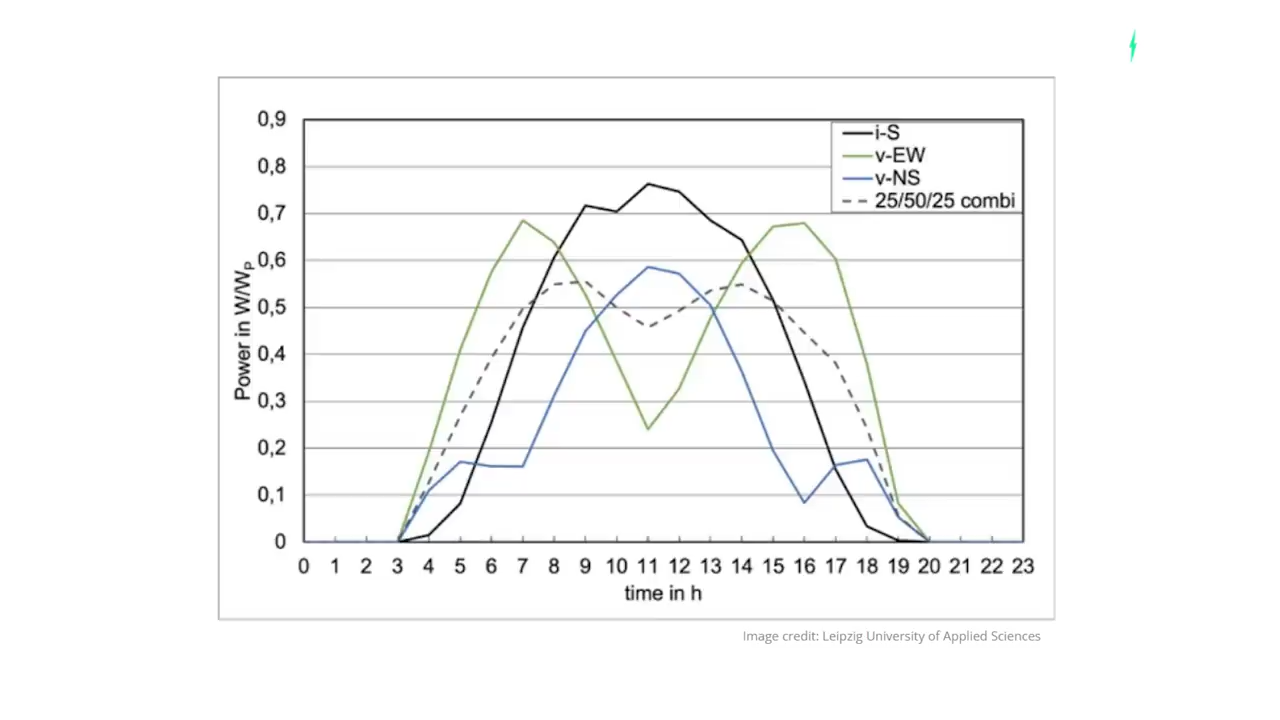 0,9
0,8
0,7
0,6
0,5
0,4
0,3
0,2
0,1
0
Power in W/WP
i-S
v-EW
v-NS
25/50/25 combi
0 1 2 3 4 5 6 7 8 9 10 11 12 13 14 15 16 17 18 19 20 21 22 23
time in h
Image credit: Leipzig University of Applied Sciences